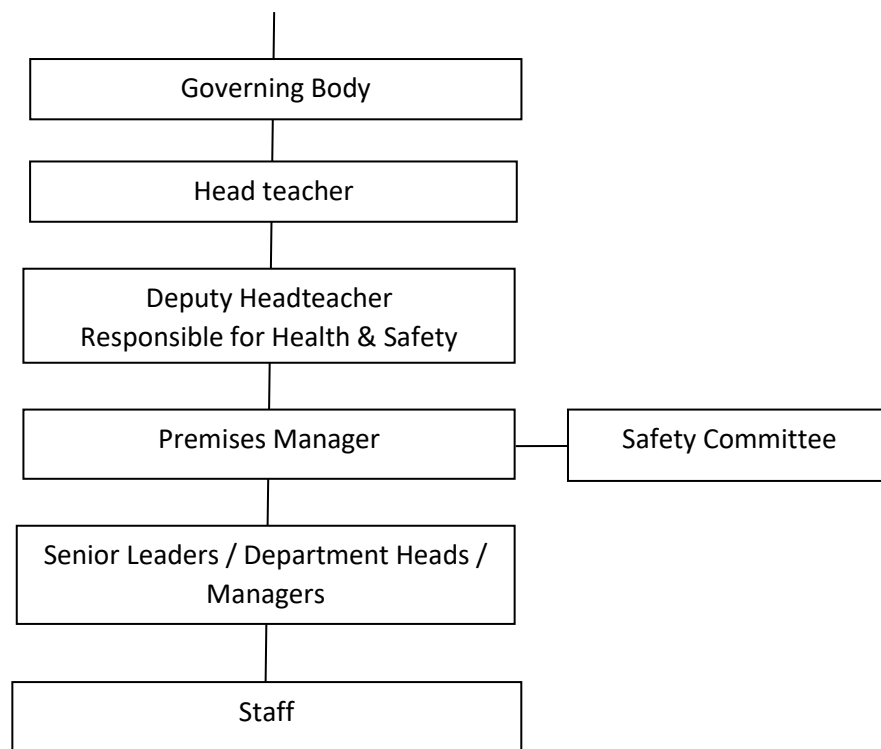 Governing Body
Head teacher
Deputy Headteacher
Responsible for Health & Safety
Premises Manager
Safety Committee
Senior Leaders / Department Heads /
Managers
Staff